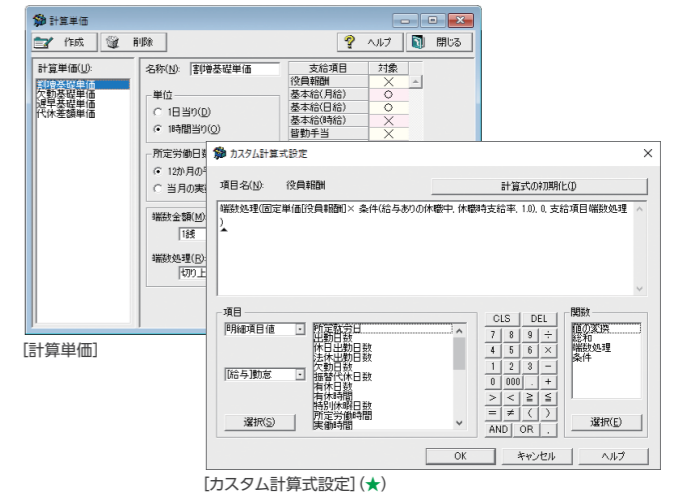 計算単価
作成 削除 ヘルプ 閉じる
計算単価(U):
割増基礎単価
欠勤基礎単価
遅早基礎単価
代休差額単価
名称(N): 割増基礎単価
単位
1日当り(D)
1時間当り(O)
所定労働日
12か月の
当月の実
端数金額(M)
1銭
端数処理(R):
切り上
支給項目 対象
役員報酬 ×
基本給(月給) ○
基本給(日給) ○
基本給(時給) ×
皆勤手当 ×
カスタム計算式設定
項目名(N): 役員報酬 計算式の初期化(I)
端数処理(固定単価[役員報酬]× 条件(給与ありの休職中, 休職時支給率, 1.0), 0, 支給項目端数処理
)
項目
明細項目値
[給与]勤怠
選択(S)
所定就労日
出勤日数
休日出勤日数
法休出勤日数
欠勤日数
振替代休日数
有休日数
有休時間
特別休暇日数
所定労働時間
実働時間
CLS DEL
7 8 9 ÷
4 5 6 ×
1 2 3 −
0 000 . +
> < ≧ ≦
= ≠ ( )
AND OR ,
関数
値の変換
総和
端数処理
条件
選択(E)
OK キャンセル ヘルプ
[計算単価]
[カスタム計算式設定](★)